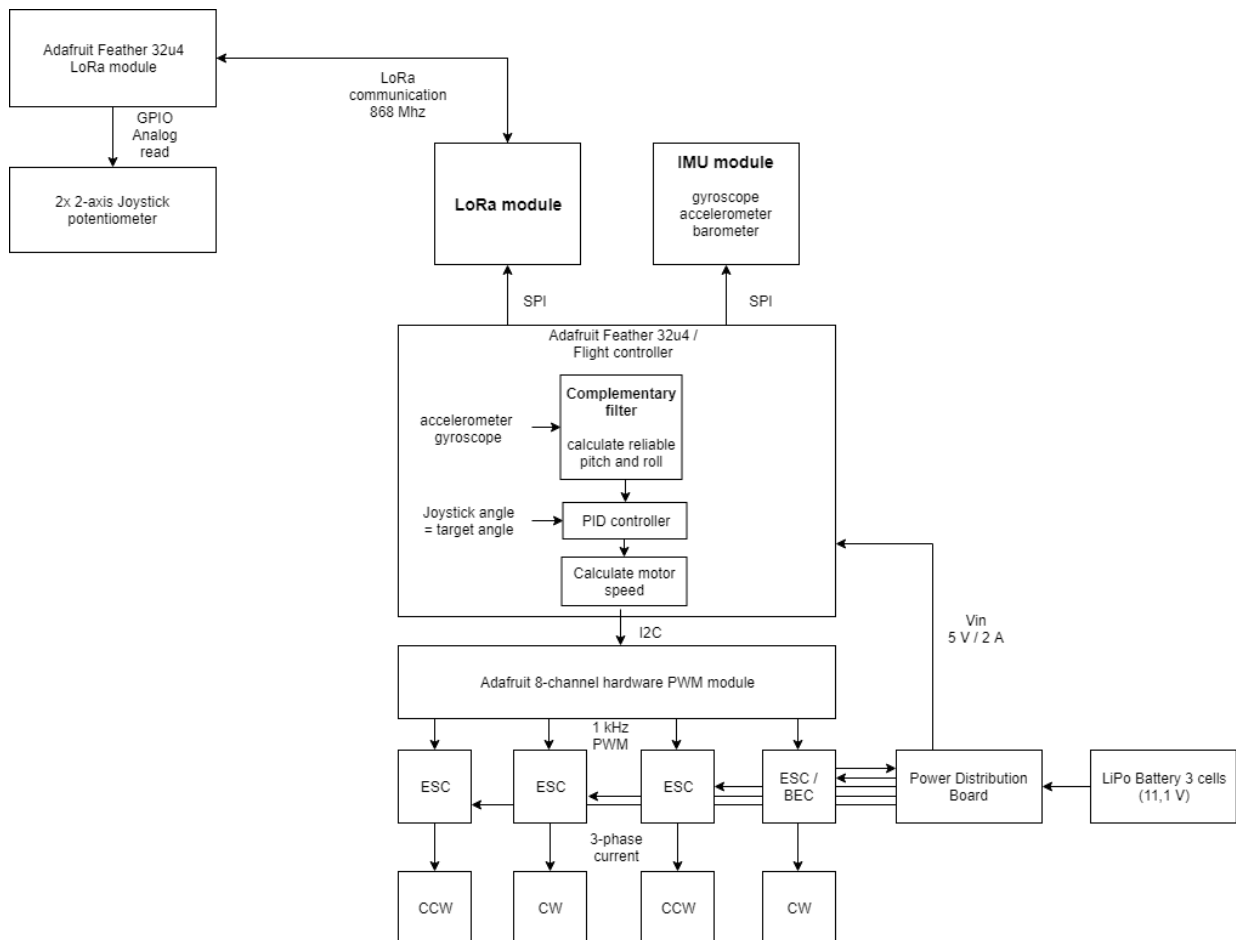 Adafruit Feather 32u4
LoRa module
LoRa
communication
868 Mhz
GPIO
Analog
read
2x 2-axis Joystick
potentiometer
LoRa module
IMU module
gyroscope
accelerometer
barometer
SPI
SPI
Adafruit Feather 32u4 /
Flight controller
Complementary
filter
calculate reliable
pitch and roll
accelerometer
gyroscope
Joystick angle
= target angle
PID controller
Calculate motor
speed
Vin
5 V / 2 A
I2C
Adafruit 8-channel hardware PWM module
1 kHz
PWM
ESC
ESC
ESC
ESC /
BEC
Power Distribution
Board
LiPo Battery 3 cells
(11,1 V)
3-phase
current
CCW
CW
CCW
CW